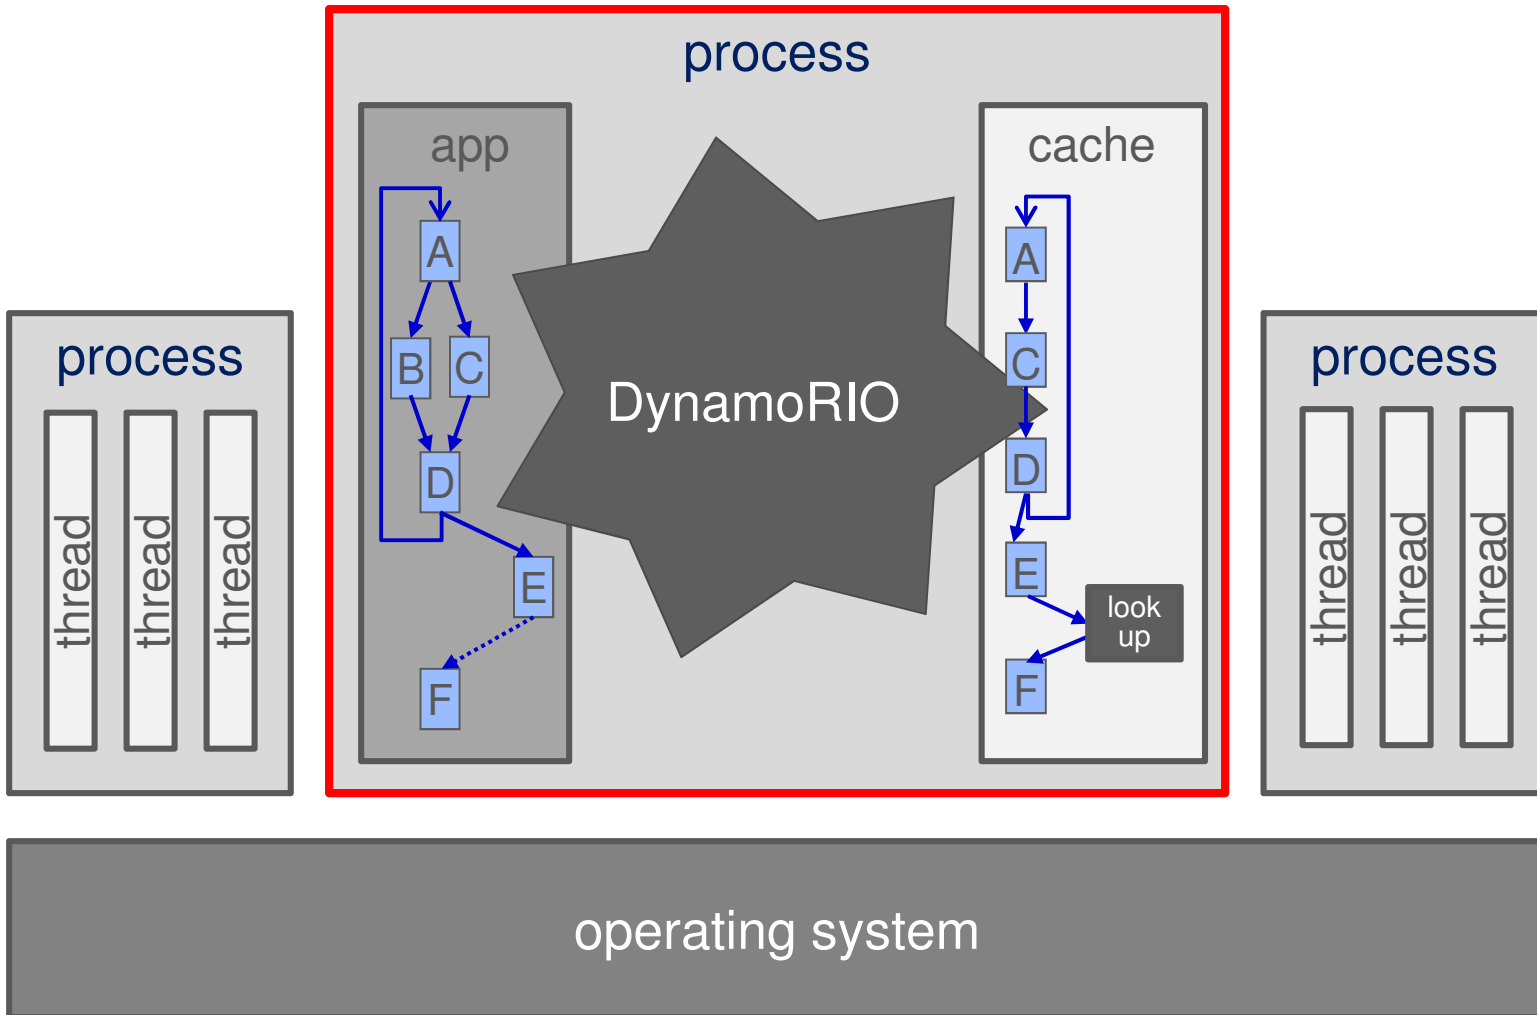 process
app
cache
A
B
C
D
E
F
DynamoRIO
A
C
D
E
look
up
F
process
thread
thread
thread
process
thread
thread
thread
operating system